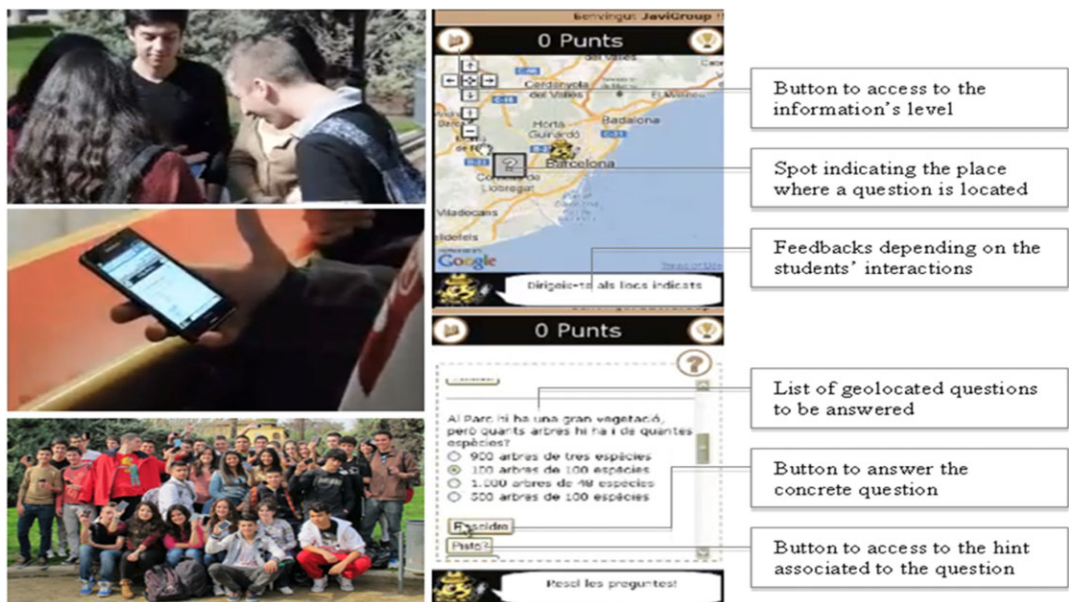 Benvingut JaviGroup !!
0 Punts
Cerdanyola
del Vallès
Badalona
Horta
Guinardó
Barcelona
Llobregat
Viladecans
Google
Dirigeix-te als llocs indicats
0 Punts
?
Al Parc hi ha una gran vegetació,
però quants arbres hi ha i de quantes
espècies?
900 arbres de tres espècies
100 arbres de 100 espècies
1.000 arbres de 48 espècies
500 arbres de 100 espècies
Pista?
Resol les preguntes!
Button to access to the
information's level
Spot indicating the place
where a question is located
Feedbacks depending on the
students' interactions
List of geolocated questions
to be answered
Button to answer the
concrete question
Button to access to the hint
associated to the question